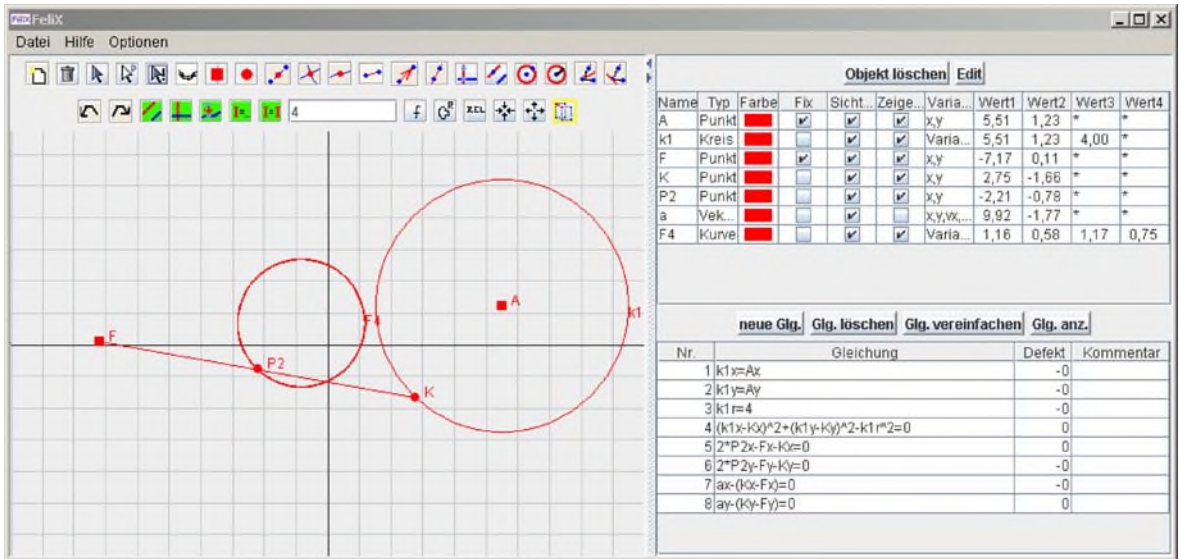 FeliX FeliX
Datei Hilfe Optionen
Objekt löschen Edit
4
Name Typ Farbe Fix Sicht... Zeige... Varia... Wert1 Wert2 Wert3 Wert4
A Punkt x,y 5,51 1,23 * *
k1 Kreis Varia... 5,51 1,23 4,00 *
F Punkt x,y -7,17 0,11 * *
K Punkt x,y 2,75 -1,66 * *
P2 Punkt x,y -2,21 -0,78 * *
a Vek... x,y,vx,... 9,92 -1,77 * *
F4 Kurve Varia... 1,16 0,58 1,17 0,75
A
k1
F4
F
P2
K
neue Glg. Glg. löschen Glg. vereinfachen Glg. anz.
Nr. Gleichung Defekt Kommentar
1 k1x=Ax -0
2 k1y=Ay -0
3 k1r=4 -0
4 (k1x-Kx)^2+(k1y-Ky)^2-k1r^2=0 0
5 2*P2x-Fx-Kx=0 0
6 2*P2y-Fy-Ky=0 -0
7 ax-(Kx-Fx)=0 -0
8 ay-(Ky-Fy)=0 0